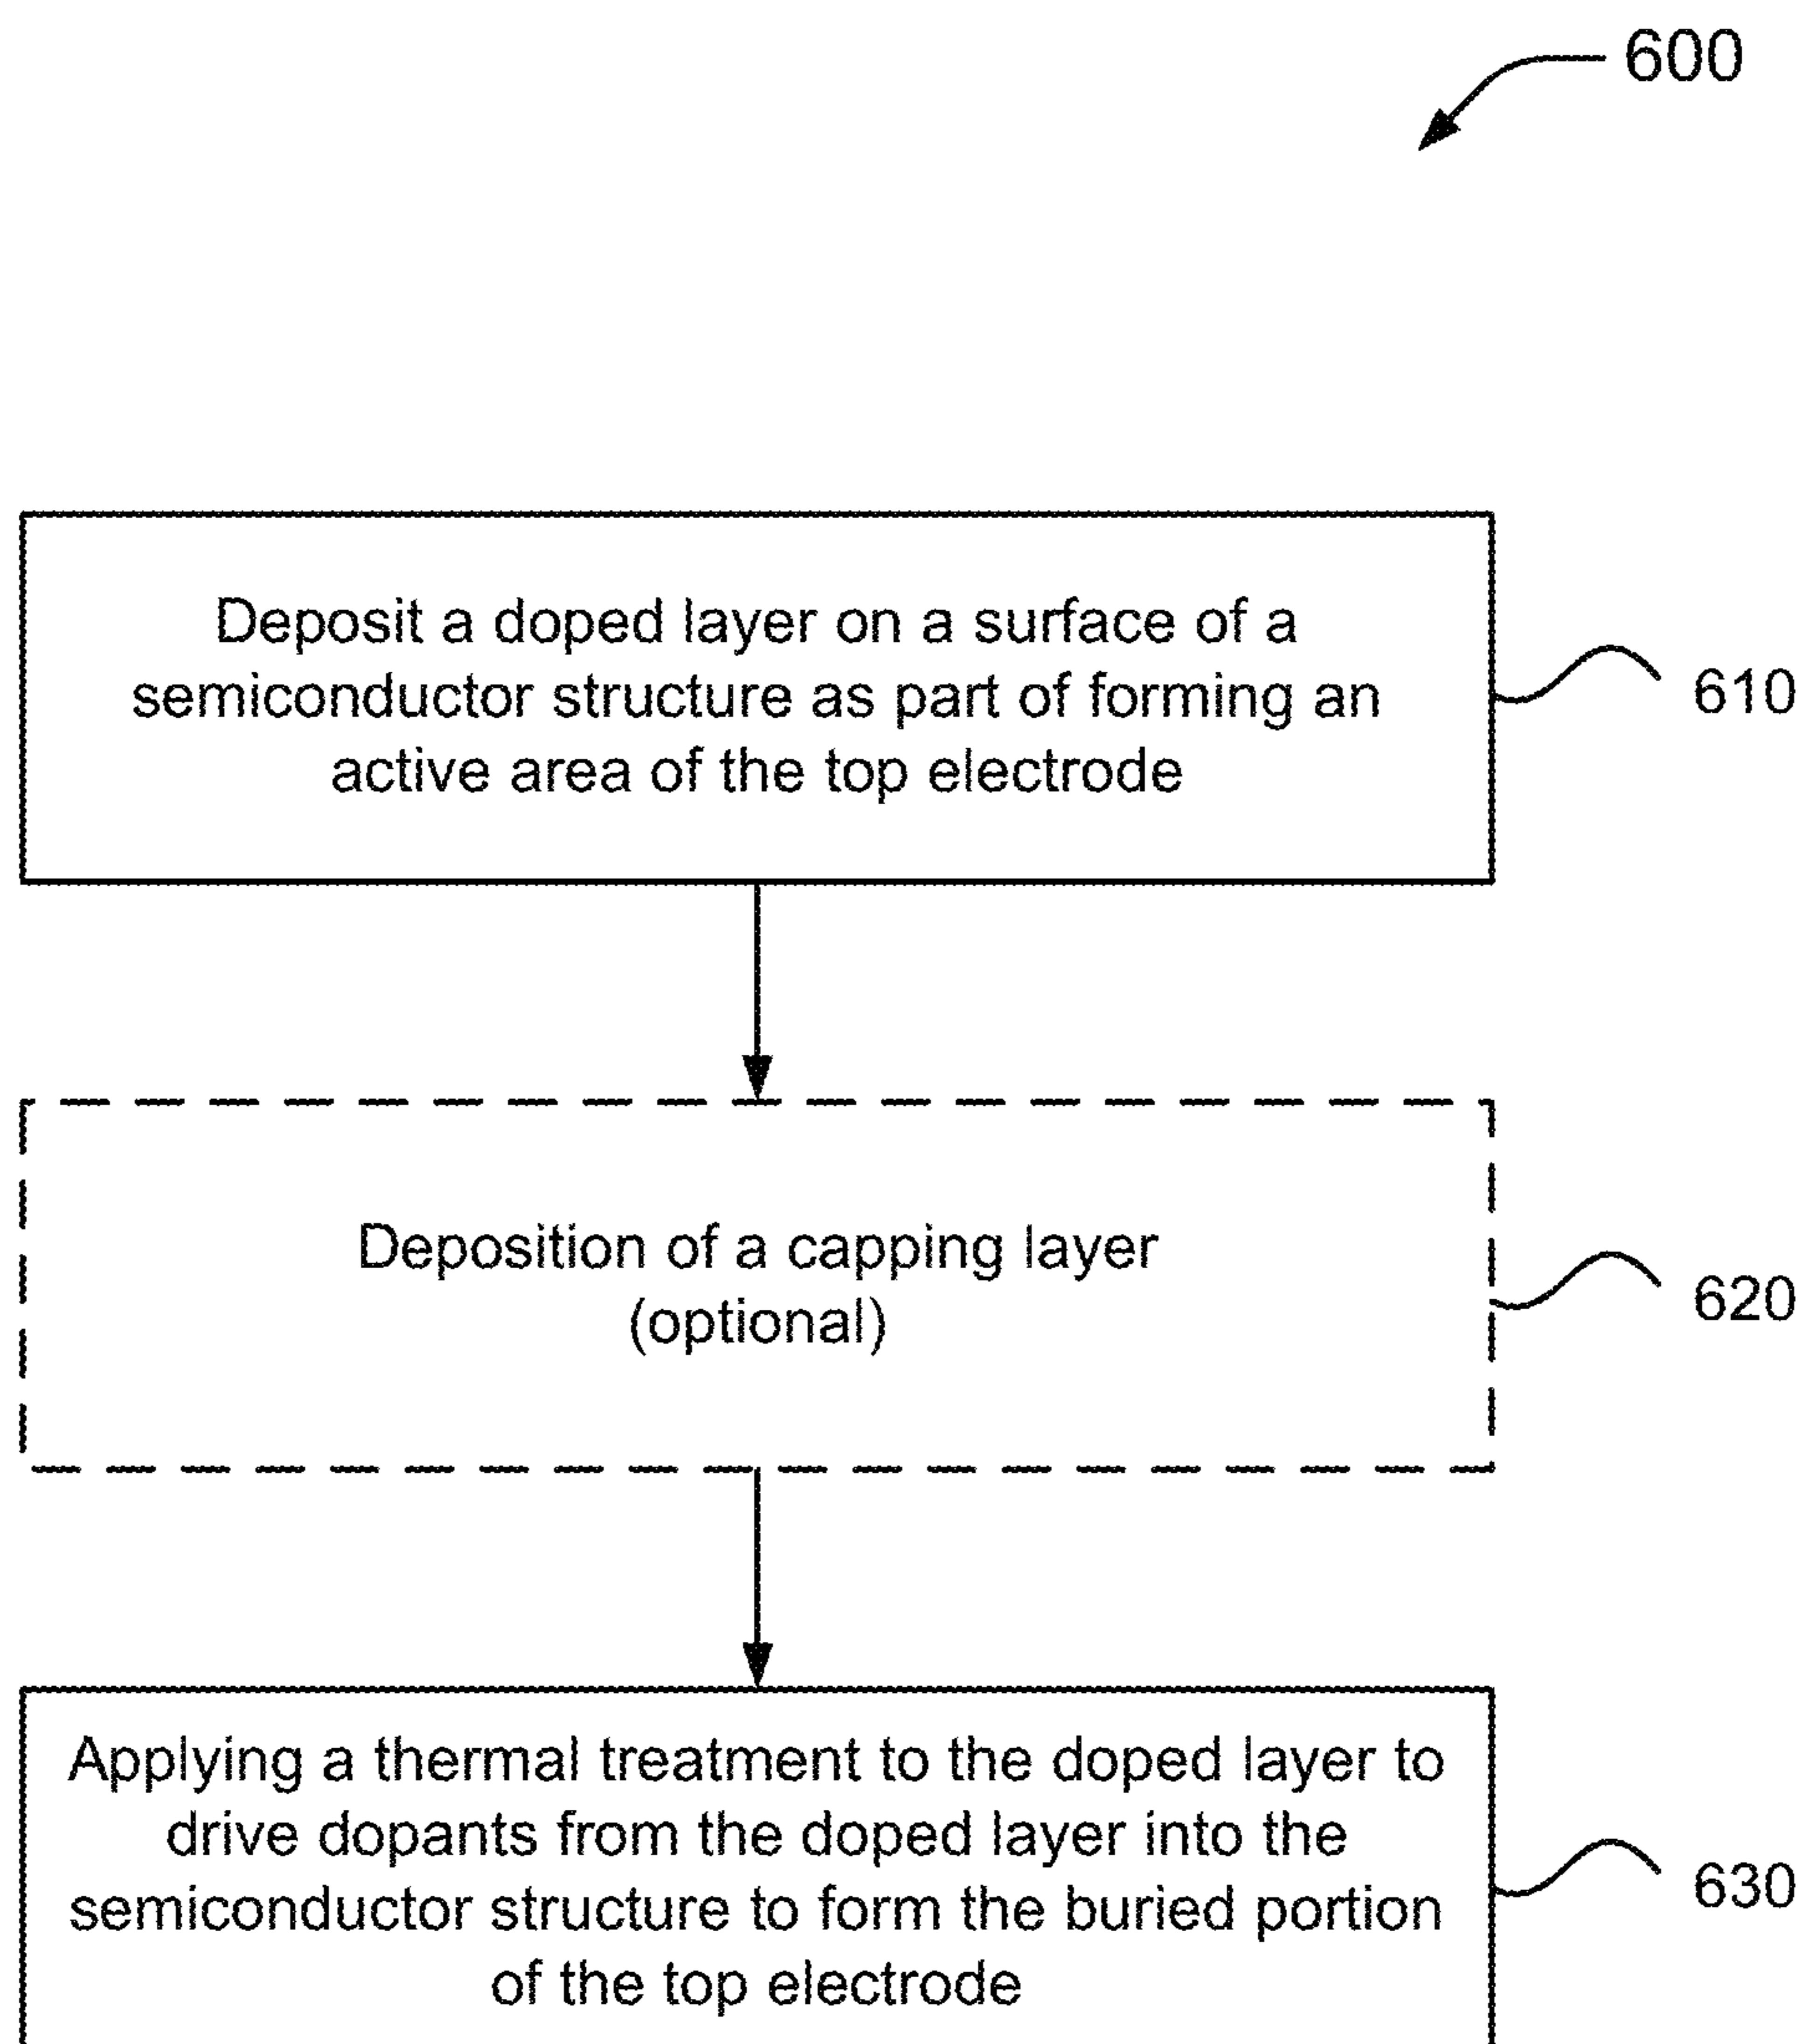 600
Deposit a doped layer on a surface of a
semiconductor structure as part of forming an
active area of the top electrode
610
Deposition of a capping layer
(optional)
620
Applying a thermal treatment to the doped layer to
drive dopants from the doped layer into the
semiconductor structure to form the buried portion
of the top electrode
630